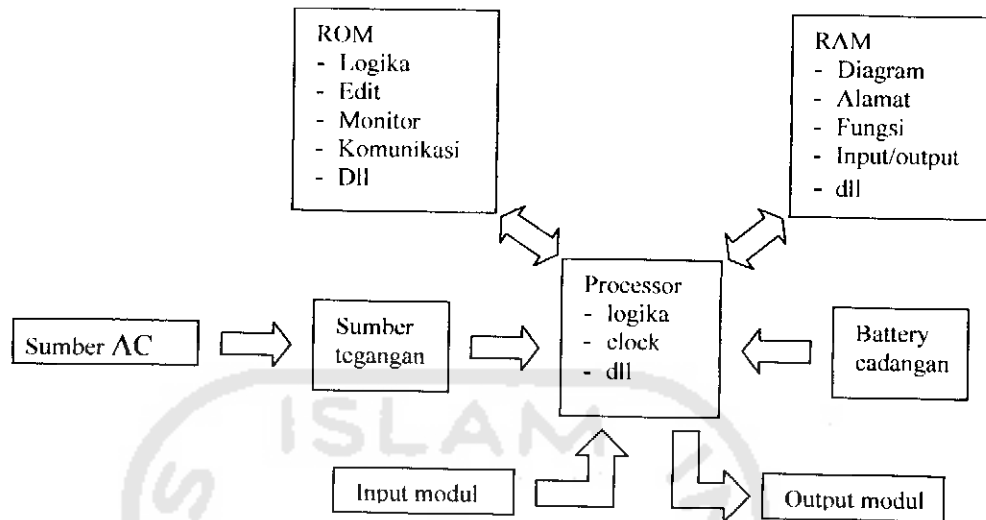 ROM
- Logika
- Edit
- Monitor
- Komunikasi
- Dll
RAM
- Diagram
- Alamat
- Fungsi
- Input/output
- dll
Processor
- logika
- clock
- dll
Sumber AC
Sumber
tegangan
Battery
cadangan
Input modul
Output modul
ISLAM